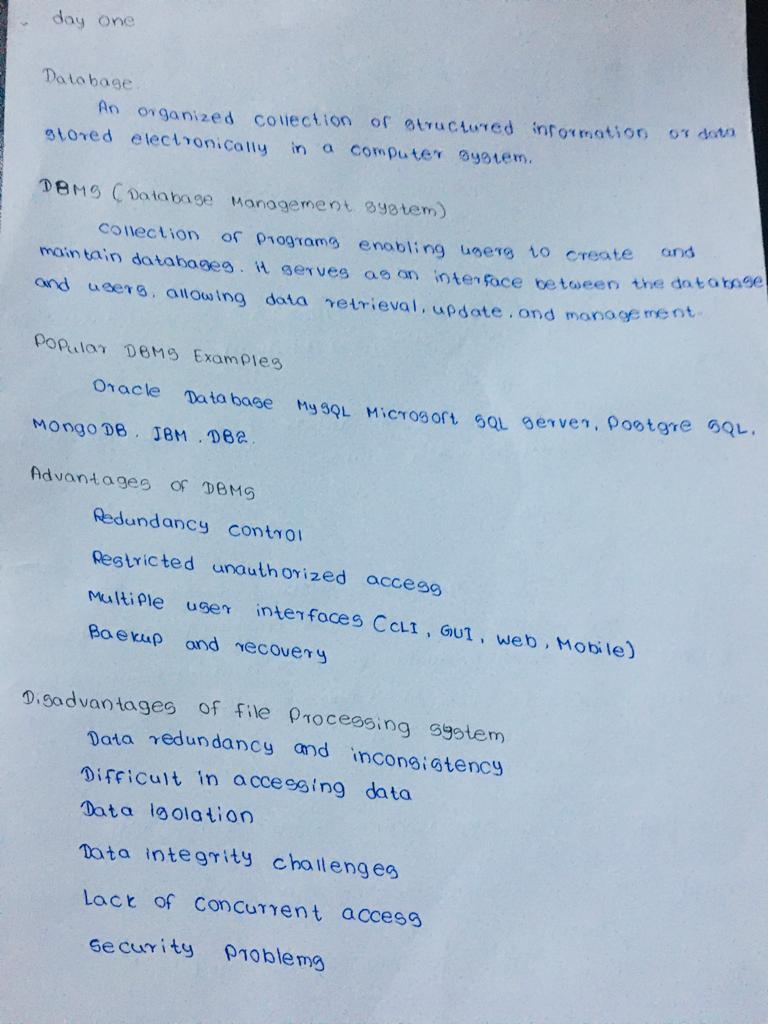 day one
Database
An organized collection of structured information or data
stored electronically in a computer system.
DBMS (Database Management system)
collection of programs enabling users to create and
maintain databases. it serves as an interface between the database
and users, allowing data retrieval, update, and management.
Popular DBMS Examples
Oracle Database MySQL Microsoft SQL server, Postgre SQL,
MongoDB, IBM, DB2.
Advantages of DBMS
Redundancy control
Restricted unauthorized access
Multiple user interfaces (CLI, GUI, web, Mobile)
Backup and recovery
Disadvantages of file Processing system
Data redundancy and inconsistency
Difficult in accessing data
Data isolation
Data integrity challenges
Lack of concurrent access
security problems